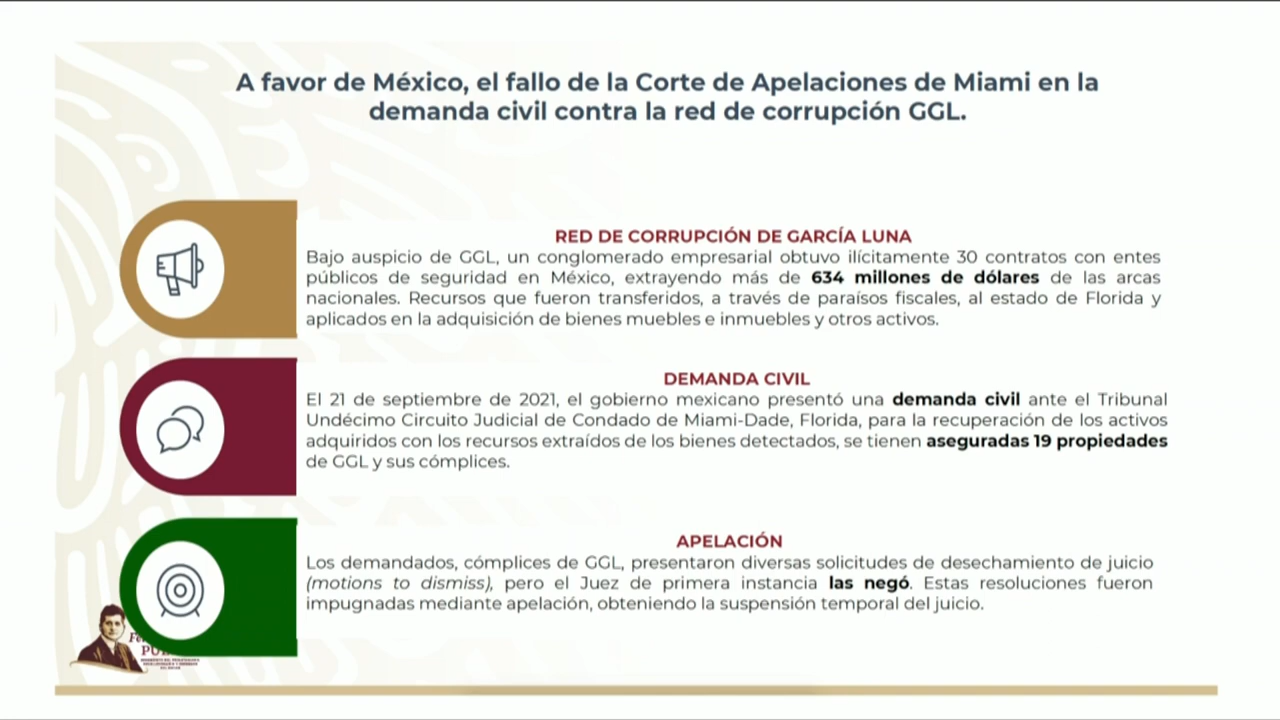 A favor de México, el fallo de la Corte de Apelaciones de Miami en la
demanda civil contra la red de corrupción GGL.
RED DE CORRUPCIÓN DE GARCÍA LUNA
Bajo auspicio de GGL, un conglomerado empresarial obtuvo ilícitamente 30 contratos con entes
públicos de seguridad en México, extrayendo más de 634 millones de dólares de las arcas
nacionales. Recursos que fueron transferidos, a través de paraísos fiscales, al estado de Florida y
aplicados en la adquisición de bienes muebles e inmuebles y otros activos.
DEMANDA CIVIL
El 21 de septiembre de 2021, el gobierno mexicano presentó una demanda civil ante el Tribunal
Undécimo Circuito Judicial de Condado de Miami-Dade, Florida, para la recuperación de los activos
adquiridos con los recursos extraídos de los bienes detectados, se tienen aseguradas 19 propiedades
de GGL y sus cómplices.
APELACIÓN
Los demandados, cómplices de GGL, presentaron diversas solicitudes de desechamiento de juicio
(motions to dismiss), pero el Juez de primera instancia las negó. Estas resoluciones fueron
impugnadas mediante apelación, obteniendo la suspensión temporal del juicio.